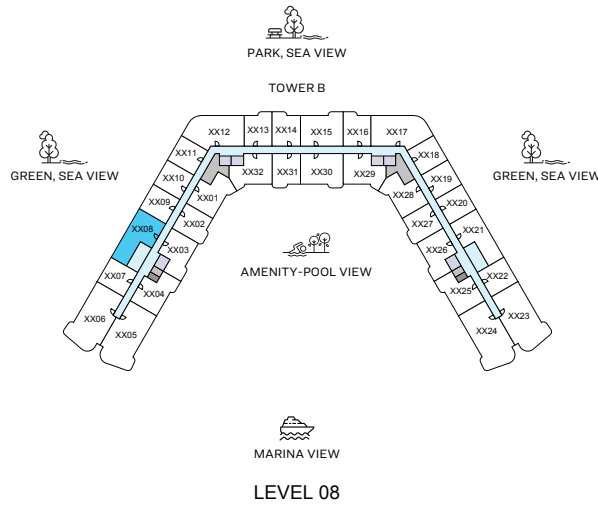 PARK, SEA VIEW
TOWER B
XX12
XX13
XX14
XX15
XX16
XX17
XX11
XX18
XX32
XX31
XX30
XX29
GREEN, SEA VIEW
GREEN, SEA VIEW
XX10
XX19
XX01
XX28
XX09
XX20
XX02
XX27
XX08
XX21
XX03
XX26
AMENITY-POOL VIEW
XX07
XX22
XX04
XX25
XX06
XX23
XX05
XX24
MARINA VIEW
LEVEL 08